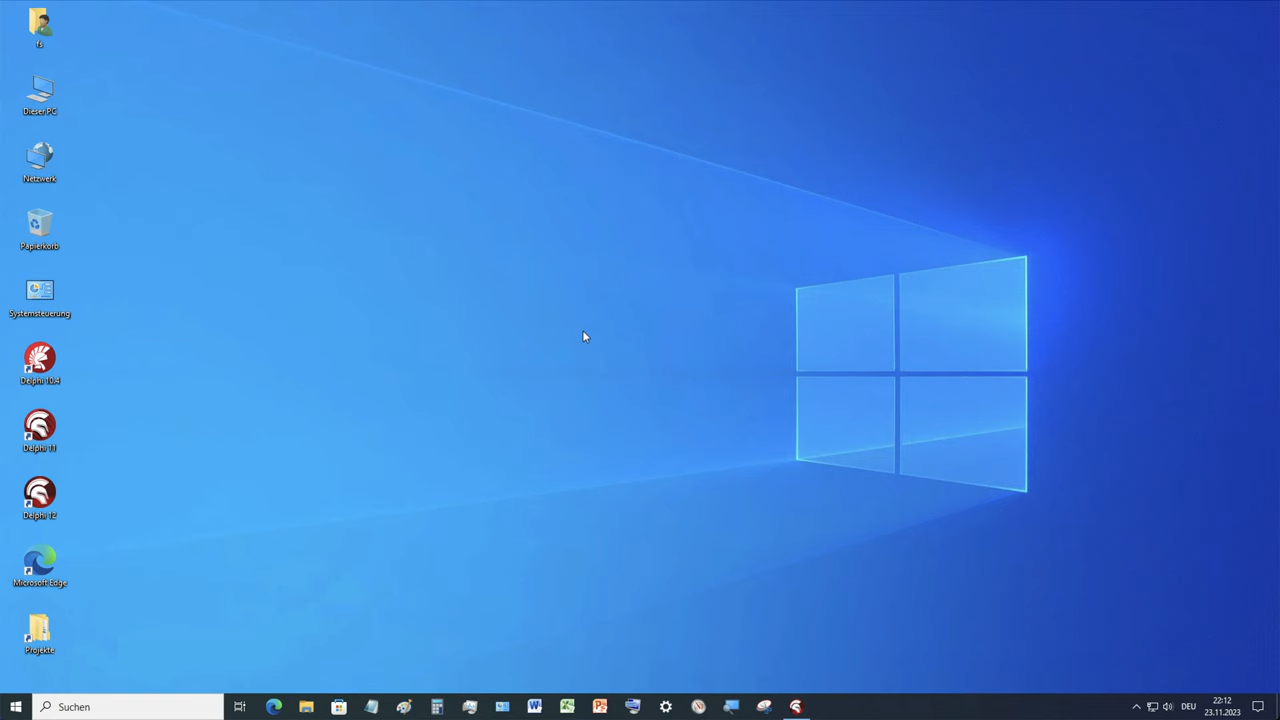 fs
Dieser PC
Netzwerk
Papierkorb
Systemsteuerung
Delphi 10.4
Delphi 11
Delphi 12
Microsoft Edge
Projekte
Suchen
DEU
22:12
23.11.2023